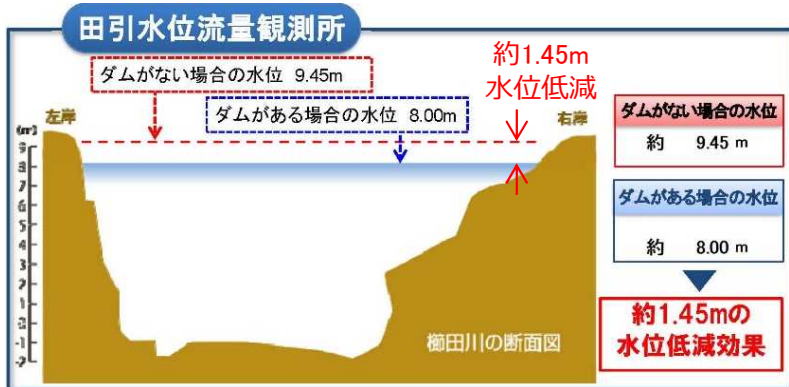 田引水位流量観測所
ダムがない場合の水位 9.45m
ダムがある場合の水位 8.00m
約1.45m
水位低減
左岸
右岸
(m)
9
8
7
6
5
4
3
2
1
0
-1
-2
櫛田川の断面図
ダムがない場合の水位
約 9.45 m
ダムがある場合の水位
約 8.00 m
約1.45mの
水位低減効果